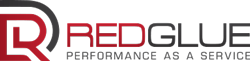 REDGLUE
PERFORMANCE AS A SERVICE